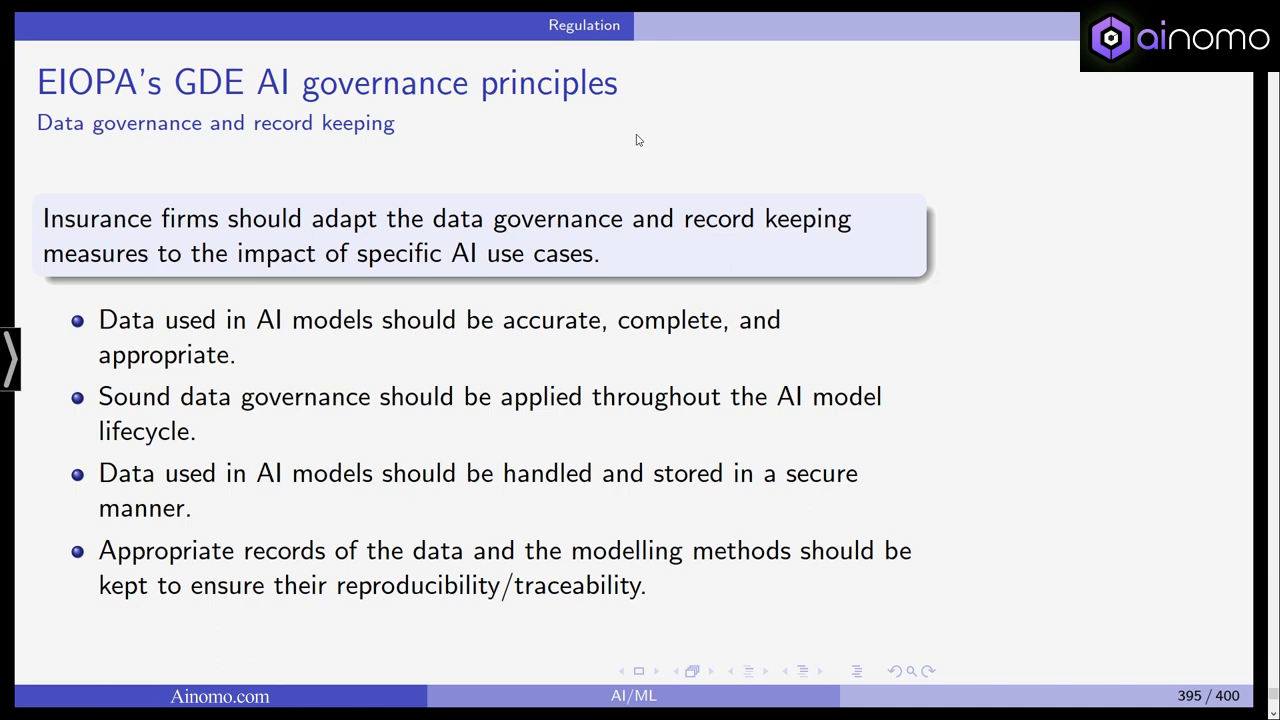 Regulation
ainomo
EIOPA's GDE AI governance principles
Data governance and record keeping
Insurance firms should adapt the data governance and record keeping
measures to the impact of specific AI use cases.
Data used in AI models should be accurate, complete, and
appropriate.
Sound data governance should be applied throughout the AI model
lifecycle.
Data used in AI models should be handled and stored in a secure
manner.
Appropriate records of the data and the modelling methods should be
kept to ensure their reproducibility/traceability.
Ainomo.com
AI/ML
395 / 400